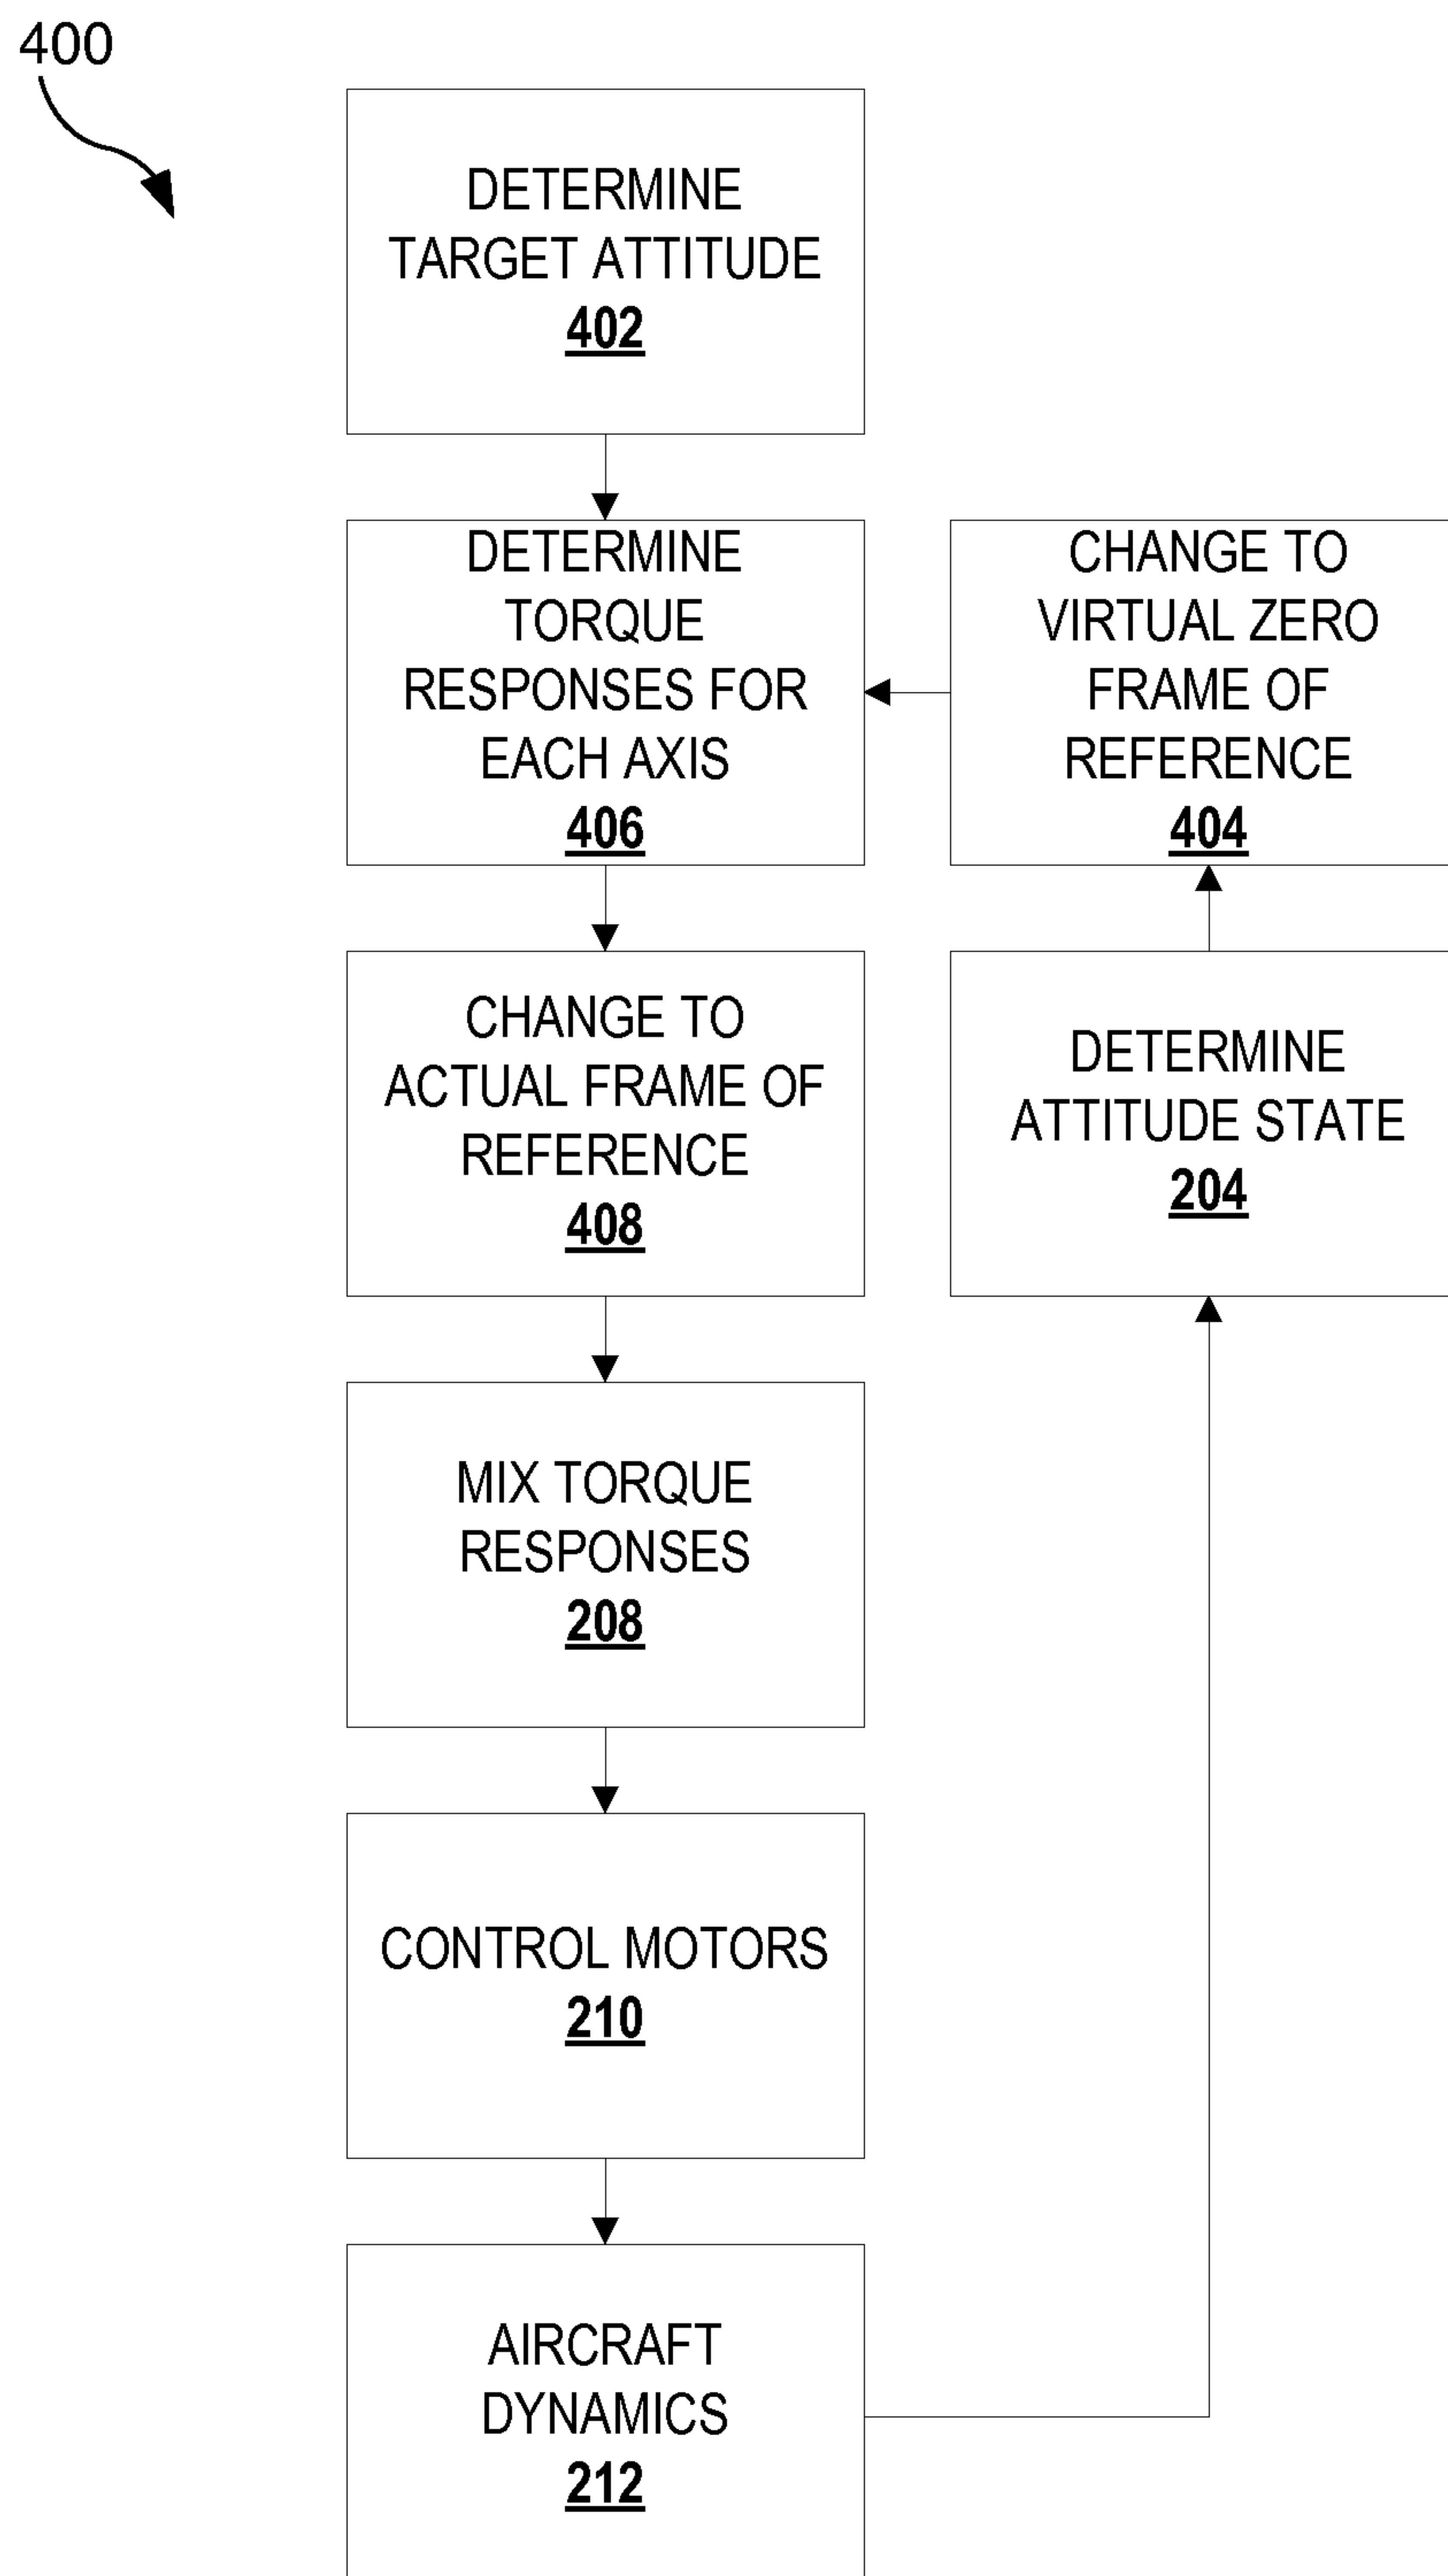 400
DETERMINE
TARGET ATTITUDE
402
DETERMINE
TORQUE
RESPONSES FOR
EACH AXIS
406
CHANGE TO
VIRTUAL ZERO
FRAME OF
REFERENCE
404
CHANGE TO
ACTUAL FRAME OF
REFERENCE
408
DETERMINE
ATTITUDE STATE
204
MIX TORQUE
RESPONSES
208
CONTROL MOTORS
210
AIRCRAFT
DYNAMICS
212